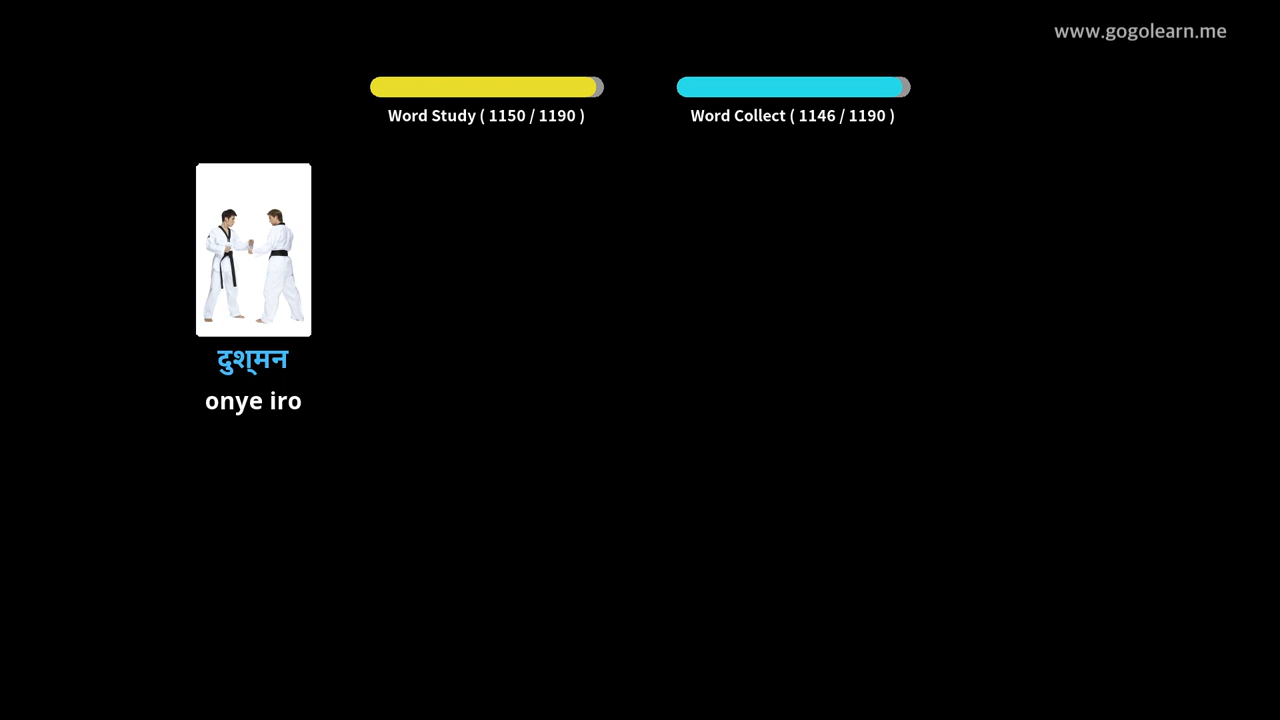 www.gogolearn.me
Word Study ( 1150 / 1190 )
Word Collect ( 1146 / 1190 )
दुश्मन
onye iro